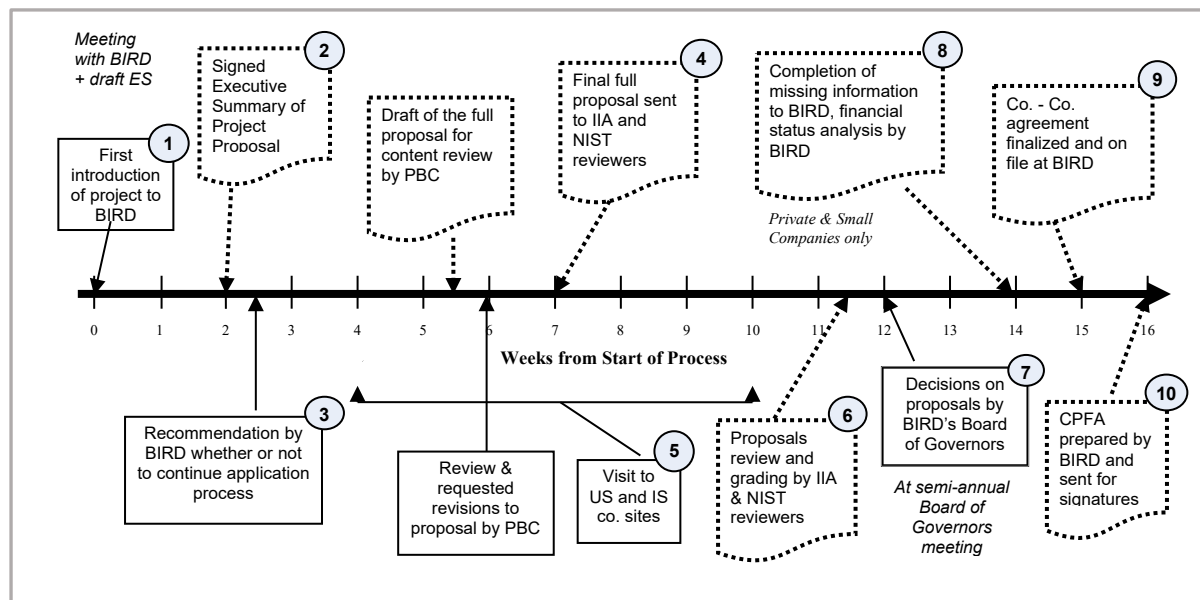 Meeting
with BIRD
+ draft ES
1
First
introduction
of project to
BIRD
2
Signed
Executive
Summary of
Project
Proposal
Draft of the full
proposal for
content review
by PBC
4
Final full
proposal sent
to IIA and
NIST
reviewers
8
Completion of
missing information
to BIRD, financial
status analysis by
BIRD
Private & Small
Companies only
9
Co. - Co.
agreement
finalized and on
file at BIRD
0 1 2 3 4 5 6 7 8 9 10 11 12 13 14 15 16
Weeks from Start of Process
3
Recommendation by
BIRD whether or not
to continue application
process
Review &
requested
revisions to
proposal by PBC
5
Visit to
US and IS
co. sites
6
Proposals
review and
grading by IIA
& NIST
reviewers
7
Decisions on
proposals by
BIRD's Board
of Governors
At semi-annual
Board of
Governors
meeting
10
CPFA
prepared by
BIRD and
sent for
signatures